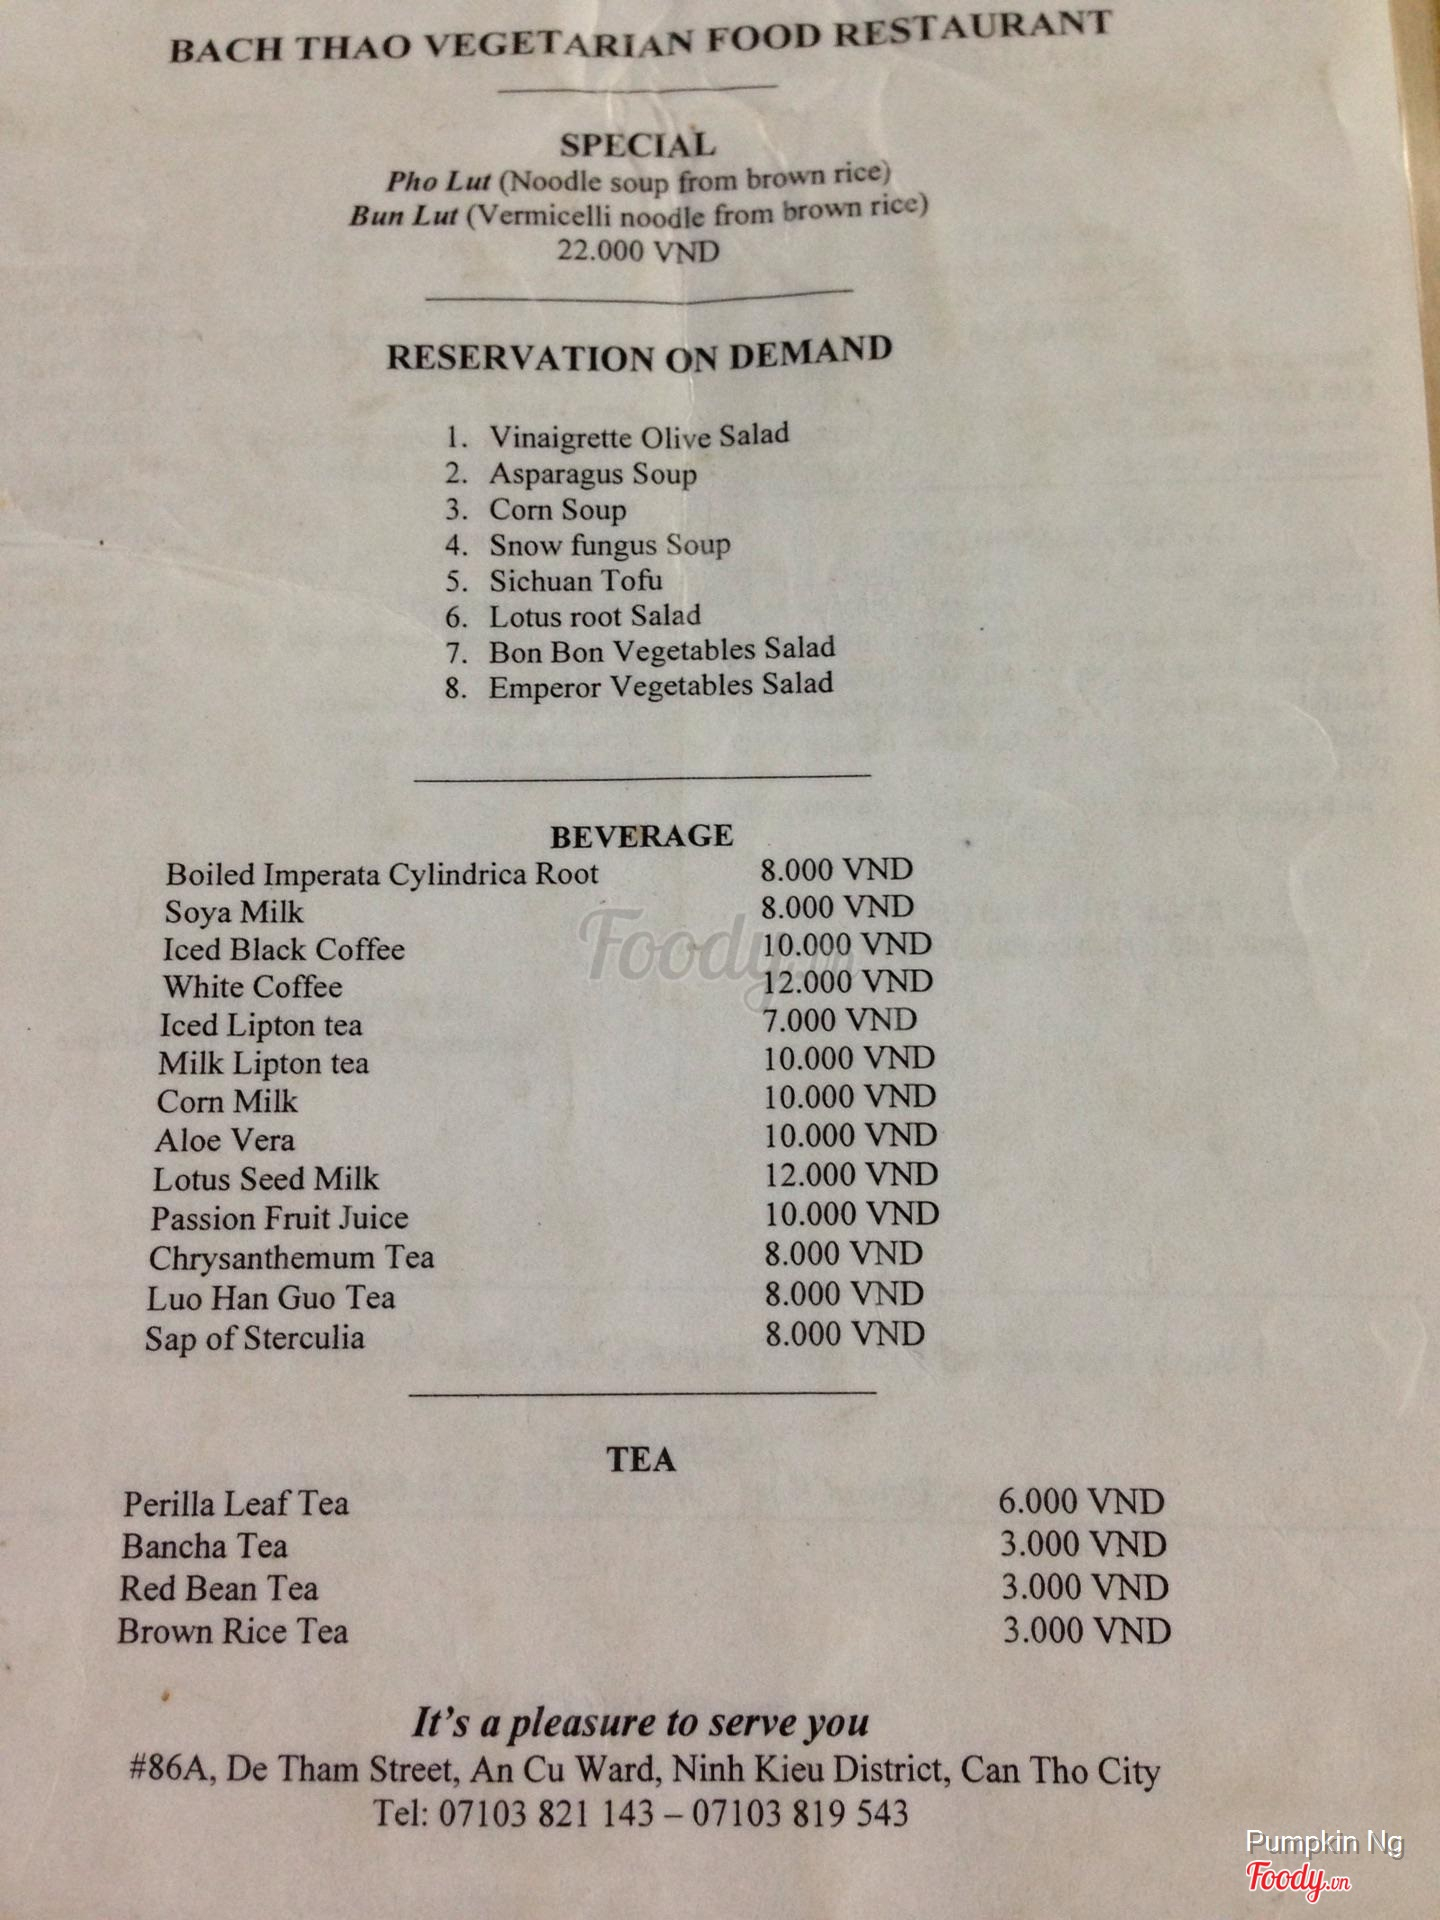 BACH THAO VEGETARIAN FOOD RESTAURANT
SPECIAL
Pho Lut (Noodle soup from brown rice)
Bun Lut (Vermicelli noodle from brown rice)
22.000 VND
RESERVATION ON DEMAND
1. Vinaigrette Olive Salad
2. Asparagus Soup
3. Corn Soup
4. Snow fungus Soup
5. Sichuan Tofu
6. Lotus root Salad
7. Bon Bon Vegetables Salad
8. Emperor Vegetables Salad
BEVERAGE
Boiled Imperata Cylindrica Root 8.000 VND
Soya Milk 8.000 VND
Iced Black Coffee 10.000 VND
White Coffee 12.000 VND
Iced Lipton tea 7.000 VND
Milk Lipton tea 10.000 VND
Corn Milk 10.000 VND
Aloe Vera 10.000 VND
Lotus Seed Milk 12.000 VND
Passion Fruit Juice 10.000 VND
Chrysanthemum Tea 8.000 VND
Luo Han Guo Tea 8.000 VND
Sap of Sterculia 8.000 VND
Foody.vn
TEA
Perilla Leaf Tea 6.000 VND
Bancha Tea 3.000 VND
Red Bean Tea 3.000 VND
Brown Rice Tea 3.000 VND
It's a pleasure to serve you
#86A, De Tham Street, An Cu Ward, Ninh Kieu District, Can Tho City
Tel: 07103 821 143 – 07103 819 543
Pumpkin Ng
Foody.vn